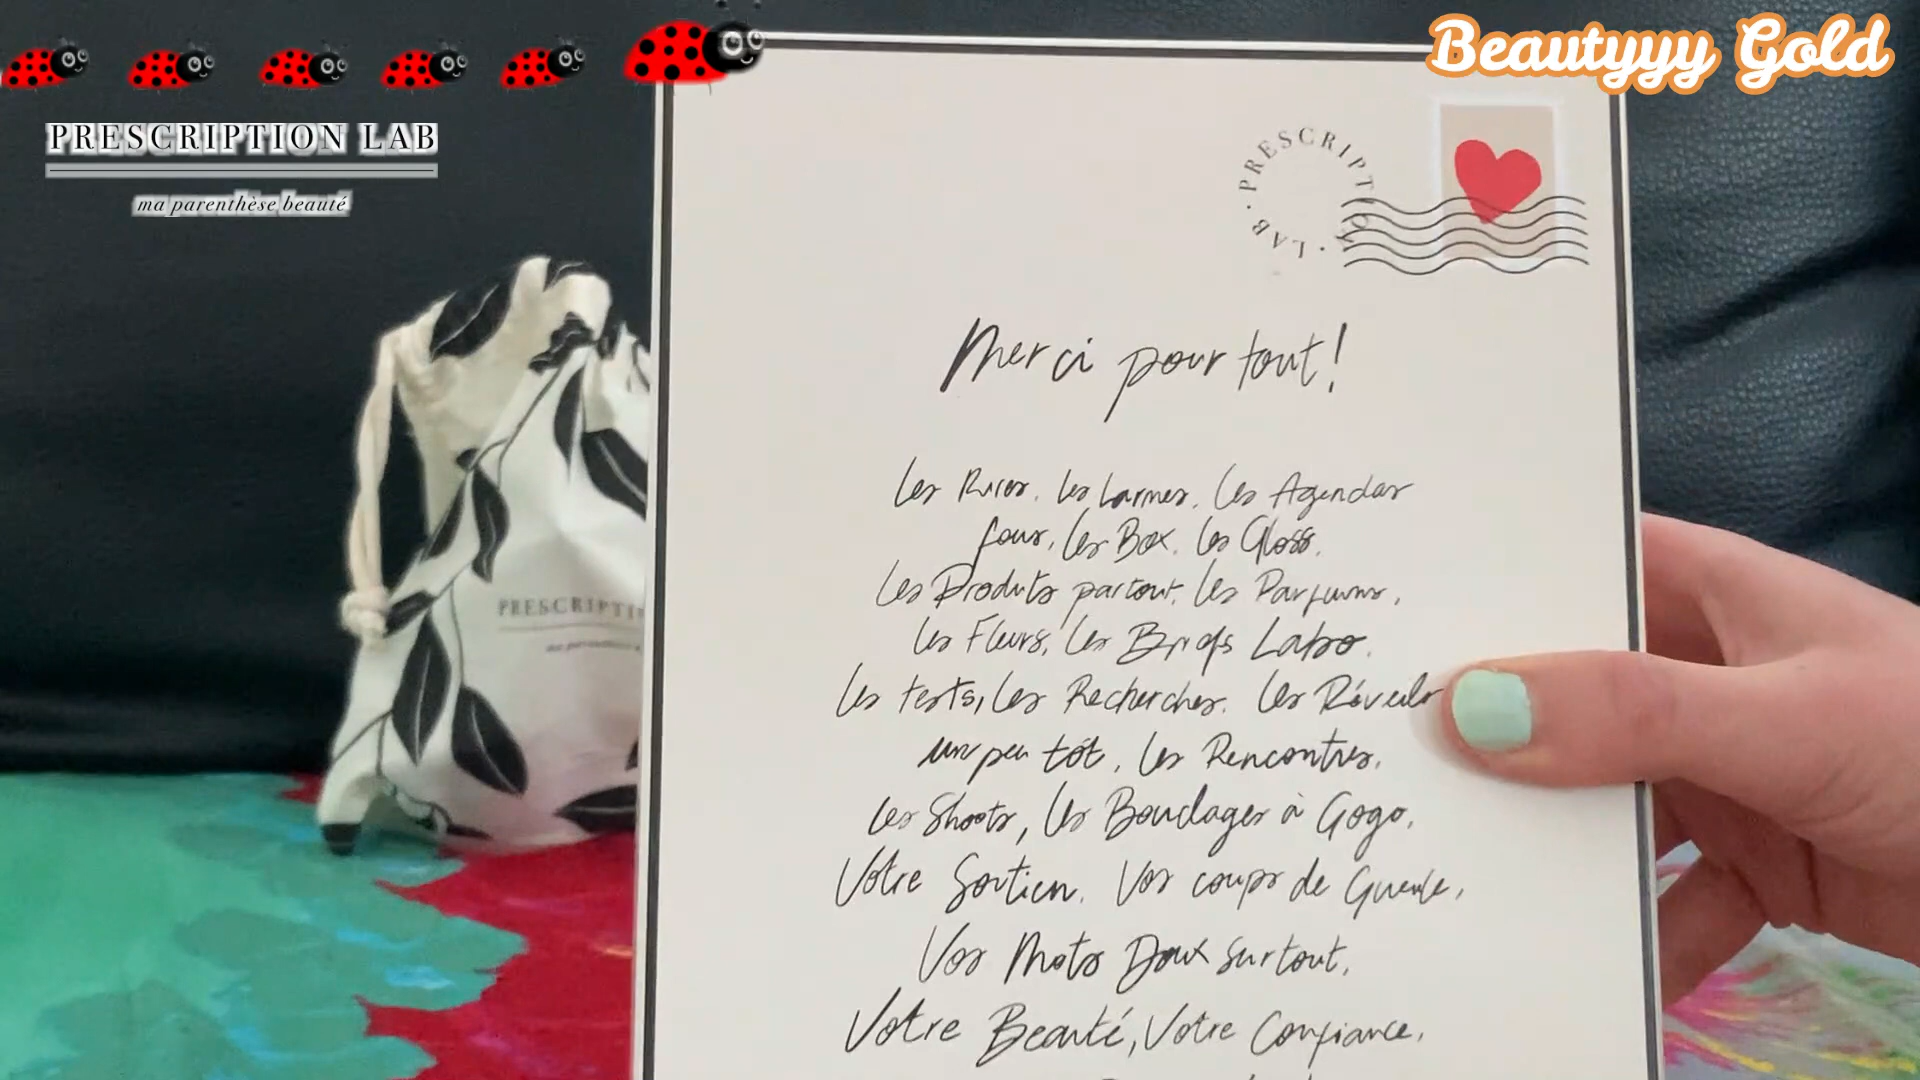 Beautyyy Gold
PRESCRIPTION LAB
ma parenthèse beauté
PRESCRIPTION LAB
Merci pour tout!
Les Rires, les Larmes, les Agendas
fous, les Box, les Gloss,
Les Produits partout, les Parfums,
les Fleurs, les Briefs Labo,
Les tests, les Recherches, les Réveils
un peu tôt, les Rencontres,
Les Shoots, les Bouclages à Gogo,
Votre Soutien, Vos coups de Gueule,
Vos Mots Doux surtout,
Votre Beauté, Votre Confiance,
PRESCRIPTI